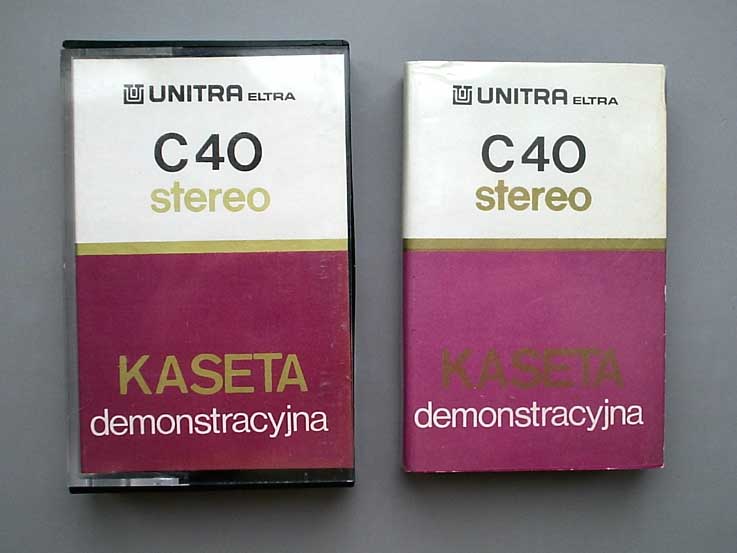 UNITRA ELTRA
C40
stereo
KASETA
demonstracyjna
UNITRA ELTRA
C40
stereo
KASETA
demonstracyjna